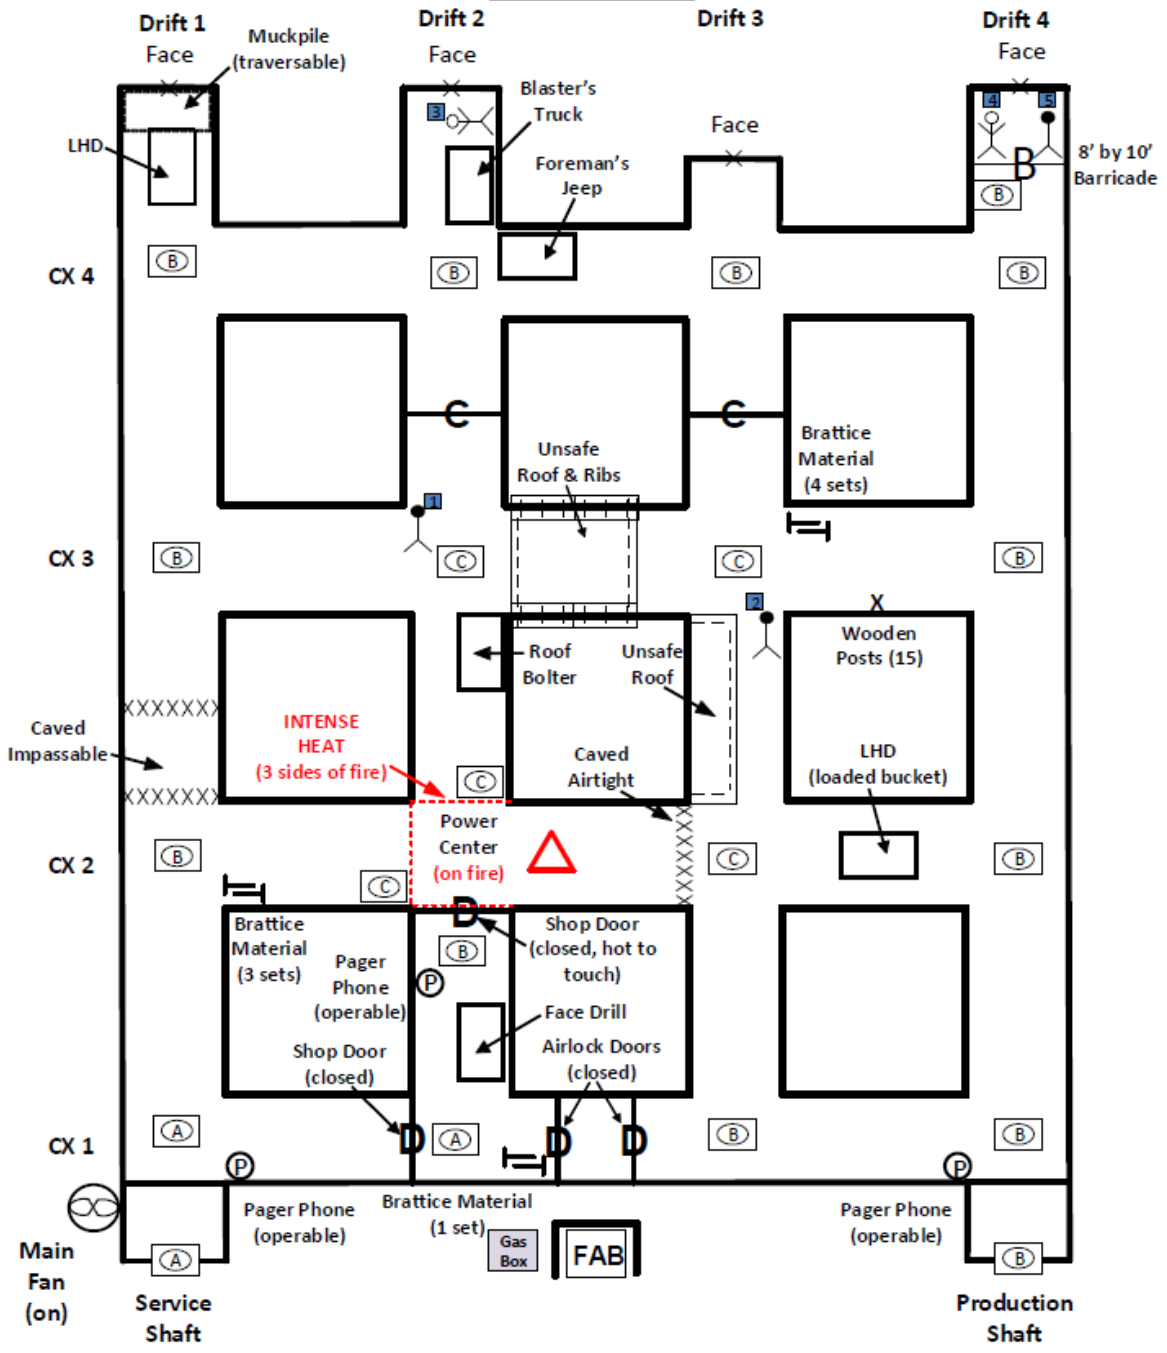 Drift 1
Drift 2
Drift 3
Drift 4
Face
Muckpile
(traversable)
Face
Face
Blaster's
Truck
3
4
5
LHD
Face
Foreman's
Jeep
B
8' by 10'
Barricade
B
CX 4
B
B
B
B
C
C
Brattice
Material
(4 sets)
Unsafe
Roof & Ribs
1
CX 3
B
C
C
B
2
X
Roof
Bolter
Unsafe
Roof
Wooden
Posts (15)
XXXXXXX
Caved
Impassable
INTENSE
HEAT
(3 sides of fire)
C
Caved
Airtight
LHD
(loaded bucket)
XXXXXXX
Power
Center
(on fire)
XXXXXXXX
CX 2
B
C
C
B
D
Brattice
Material
(3 sets)
Shop Door
(closed, hot to
touch)
B
Pager
Phone
(operable)
P
Face Drill
Shop Door
(closed)
Airlock Doors
(closed)
CX 1
A
D
A
D
D
B
B
P
P
Pager Phone
(operable)
Brattice Material
(1 set)
Pager Phone
(operable)
Main
Fan
(on)
A
Gas
Box
FAB
B
Service
Shaft
Production
Shaft